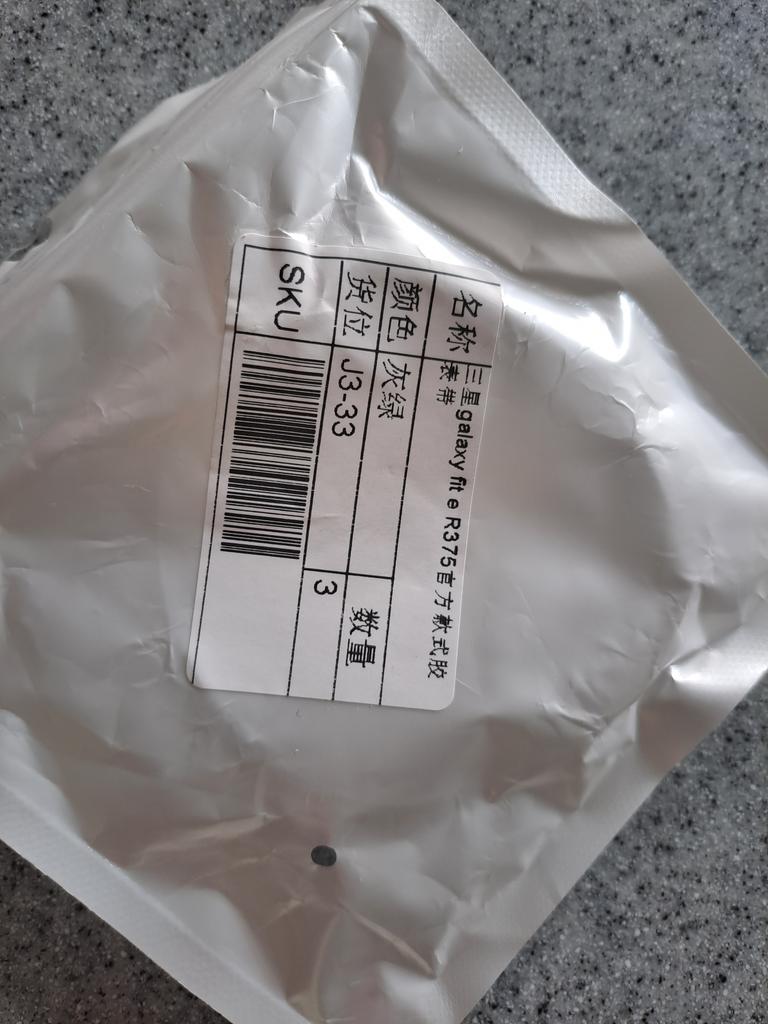 名称 三星galaxy fit e R375官方款式胶
表带
颜色 灰绿
货位 J3-33 数量 3
SKU